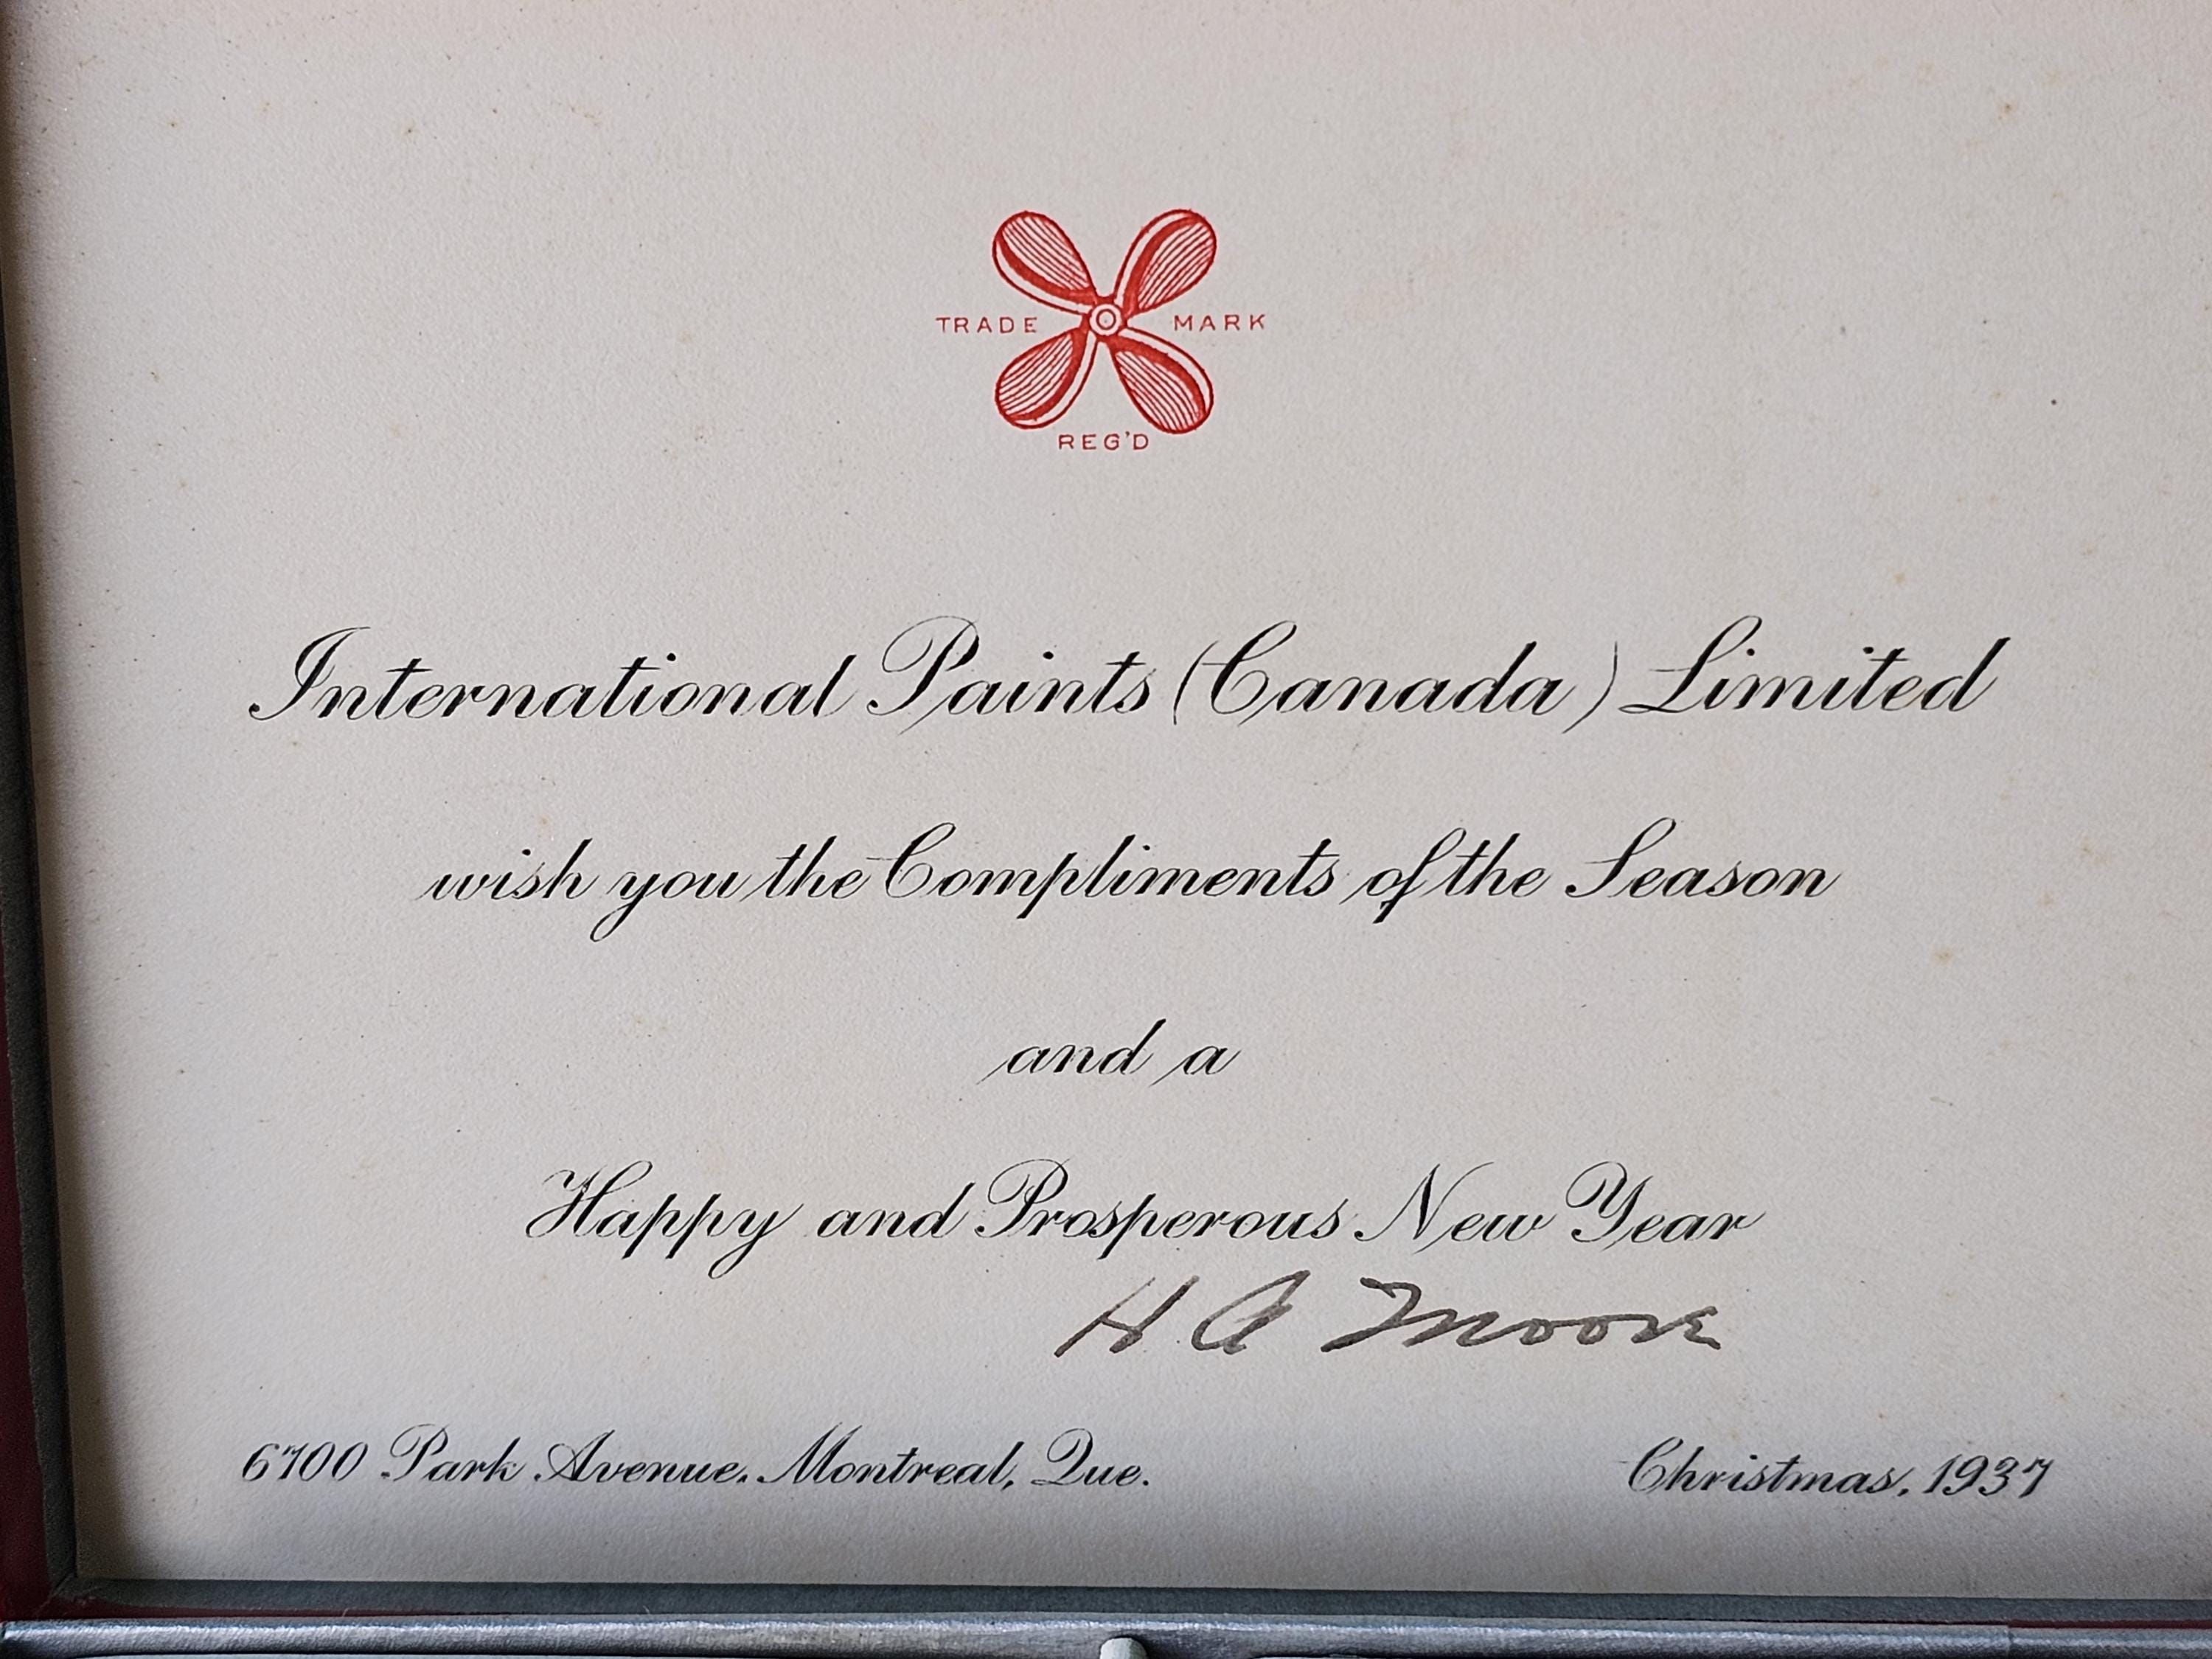 TRADE MARK
REG'D
International Paints (Canada) Limited
wish you the Compliments of the Season
and a
Happy and Prosperous New Year
H A Moore
6700 Park Avenue, Montreal, Que.
Christmas, 1937